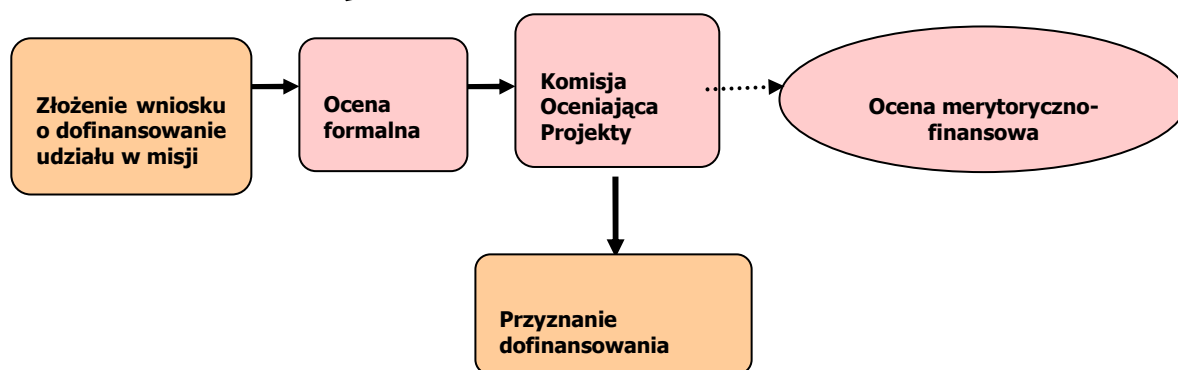 Złożenie wniosku
o dofinansowanie
udziału w misji
Ocena
formalna
Komisja
Oceniająca
Projekty
Ocena merytoryczno-
finansowa
Przyznanie
dofinansowania